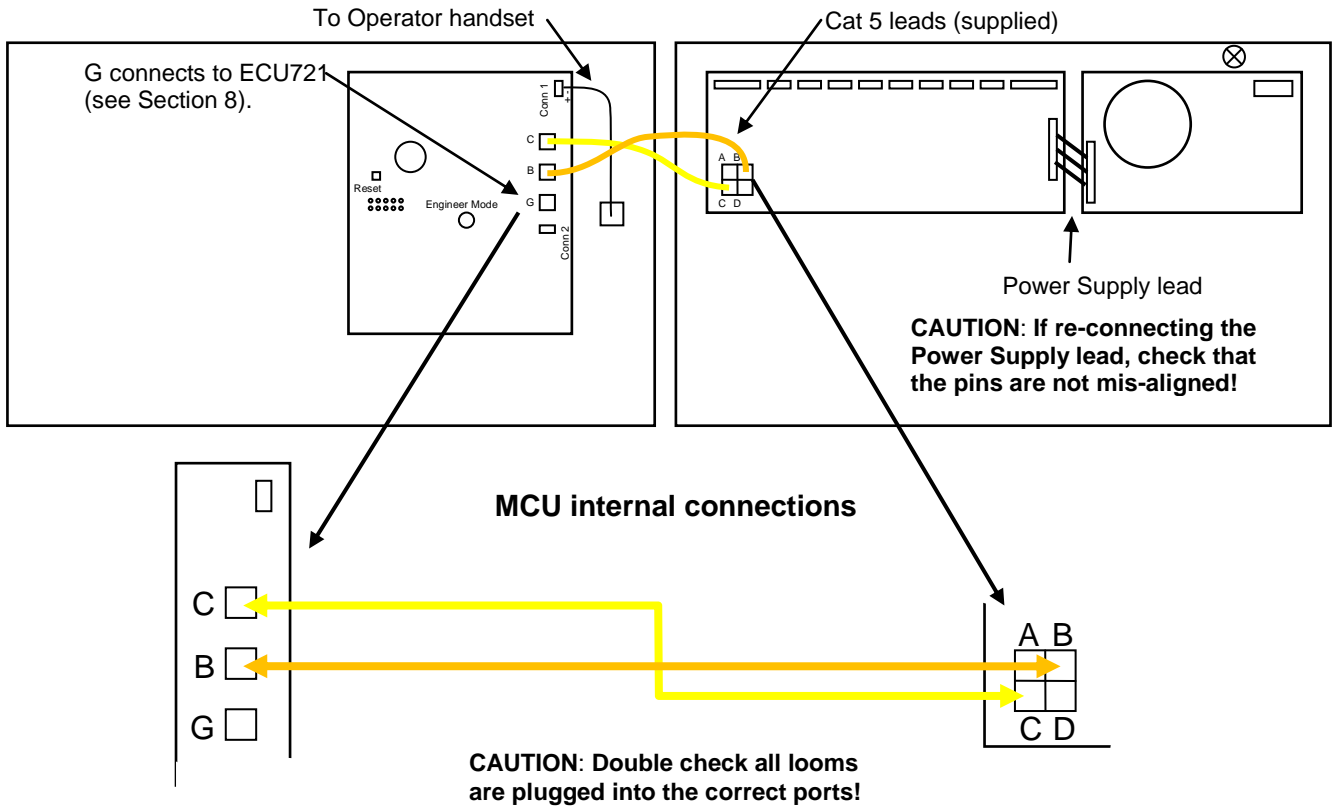 To Operator handset
Cat 5 leads (supplied)
G connects to ECU721
(see Section 8).
Conn 1
+ -
C
B
G
Reset
Engineer Mode
Conn 2
A B
C D
Power Supply lead
CAUTION: If re-connecting the
Power Supply lead, check that
the pins are not mis-aligned!
MCU internal connections
C
B
G
A B
C D
CAUTION: Double check all looms
are plugged into the correct ports!